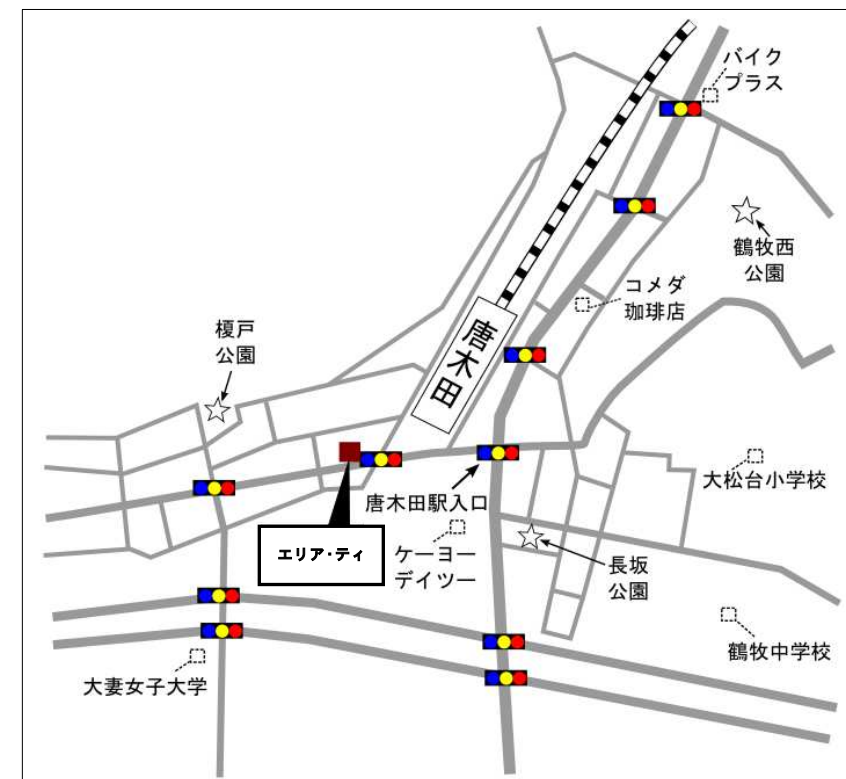 バイク
プラス
鶴牧西
公園
コメダ
珈琲店
唐木田
榎戸
公園
大松台小学校
唐木田駅入口
エリア・ティ
ケーヨー
デイツー
長坂
公園
鶴牧中学校
大妻女子大学